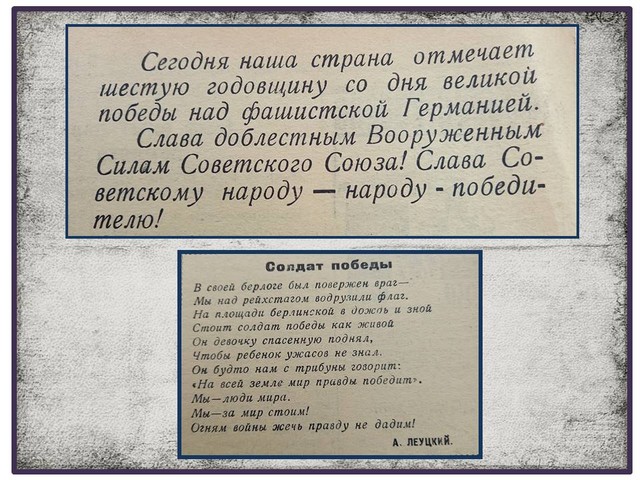 Сегодня наша страна отмечает
шестую годовщину со дня великой
победы над фашистской Германией.
Слава доблестным Вооруженным
Силам Советского Союза! Слава Со-
ветскому народу — народу - победи-
телю!
Солдат победы
В своей берлоге был повержен враг—
Мы над рейхстагом водрузили флаг.
На площади берлинской в дождь и зной
Стоит солдат победы как живой
Он девочку спасенную поднял,
Чтобы ребенок ужасов не знал.
Он будто нам с трибуны говорит:
«На всей земле мир правды победит».
Мы—люди мира.
Мы—за мир стоим!
Огням войны жечь правду не дадим!
А. ЛЕУЦКИЙ.